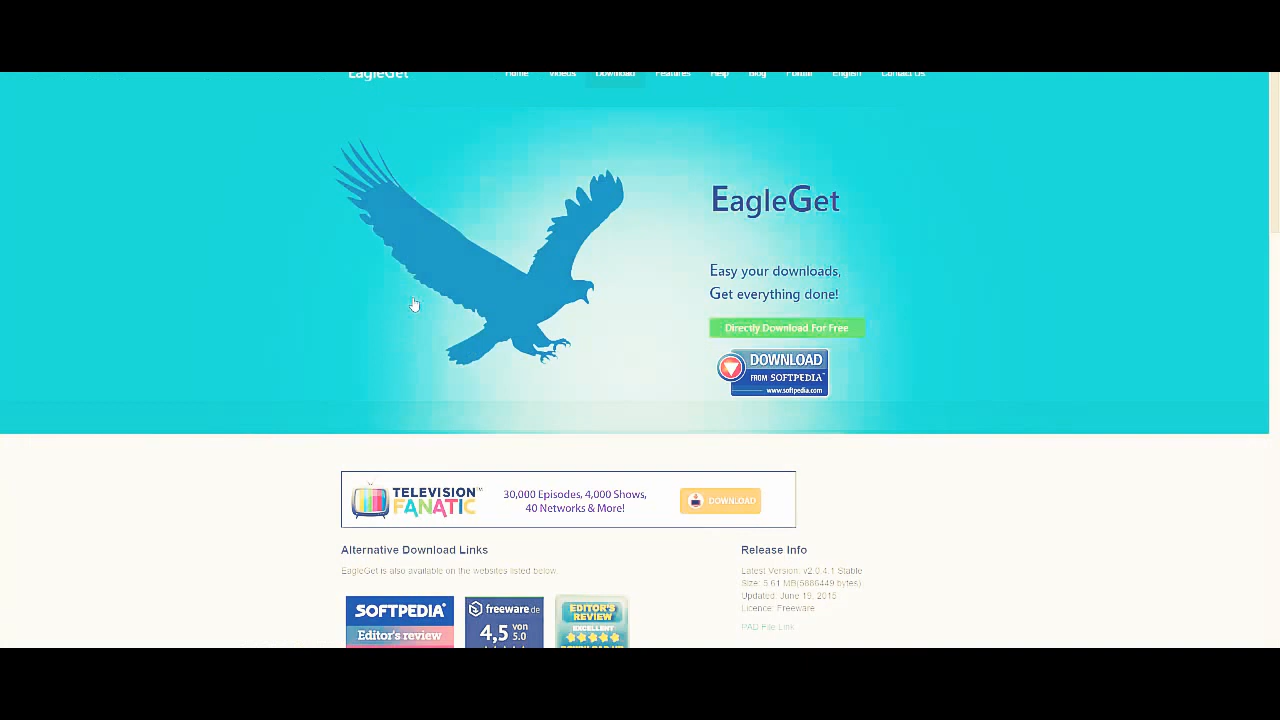 EagleGet
Home Videos Download Features Help Blog Forum English Contact Us
EagleGet
Easy your downloads,
Get everything done!
Directly Download For Free
DOWNLOAD
FROM SOFTPEDIA
www.softpedia.com
TELEVISION
FANATIC
30,000 Episodes, 4,000 Shows,
40 Networks & More!
DOWNLOAD
Alternative Download Links
EagleGet is also available on the websites listed below.
Release Info
Latest Version: v2.0.4.1 Stable
Size: 5.61 MB(5886449 bytes)
Updated: June 19, 2015
Licence: Freeware
PAD File Link
SOFTPEDIA
Editor's review
freeware.de
4,5 von 5.0
EDITOR'S
REVIEW
EXCELLENT